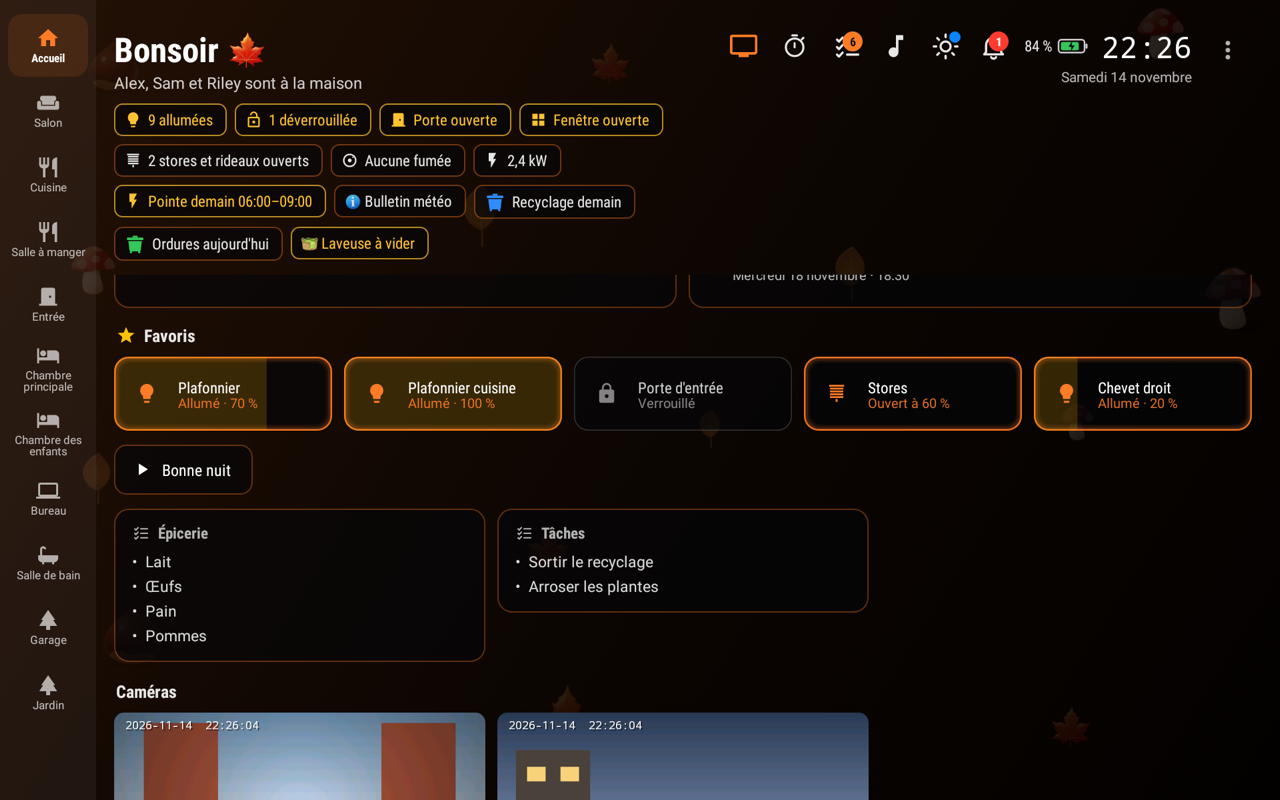 Accueil
Salon
Cuisine
Salle à manger
Entrée
Chambre
principale
Chambre des
enfants
Bureau
Salle de bain
Garage
Jardin
Bonsoir
Alex, Sam et Riley sont à la maison
6
1
84 %
22:26
Samedi 14 novembre
9 allumées
1 déverrouillée
Porte ouverte
Fenêtre ouverte
2 stores et rideaux ouverts
Aucune fumée
2,4 kW
Pointe demain 06:00–09:00
Bulletin météo
Recyclage demain
Ordures aujourd'hui
Laveuse à vider
Mercredi 18 novembre · 18:30
Favoris
Plafonnier
Allumé · 70 %
Plafonnier cuisine
Allumé · 100 %
Porte d'entrée
Verrouillé
Stores
Ouvert à 60 %
Chevet droit
Allumé · 20 %
Bonne nuit
Épicerie
• Lait
• Œufs
• Pain
• Pommes
Tâches
• Sortir le recyclage
• Arroser les plantes
Caméras
2026-11-14 22:26:04
2026-11-14 22:26:04